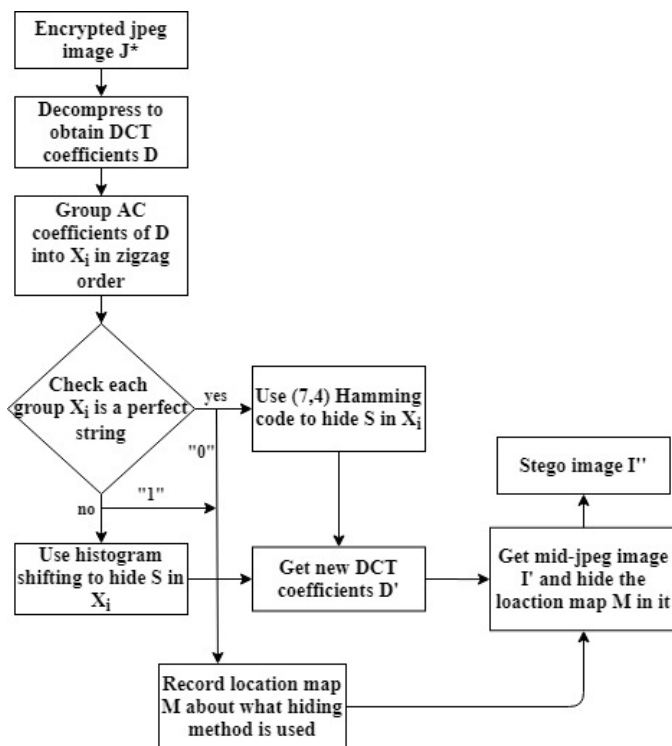 Encrypted jpeg
image J*
Decompress to
obtain DCT
coefficients D
Group AC
coefficients of D
into Xi in zigzag
order
Check each
group Xi is a perfect
string
yes
"0"
no
"1"
Use (7,4) Hamming
code to hide S in Xi
Use histogram
shifting to hide S in
Xi
Get new DCT
coefficients D'
Record location map
M about what hiding
method is used
Get mid-jpeg image
I' and hide the
loaction map M in it
Stego image I''